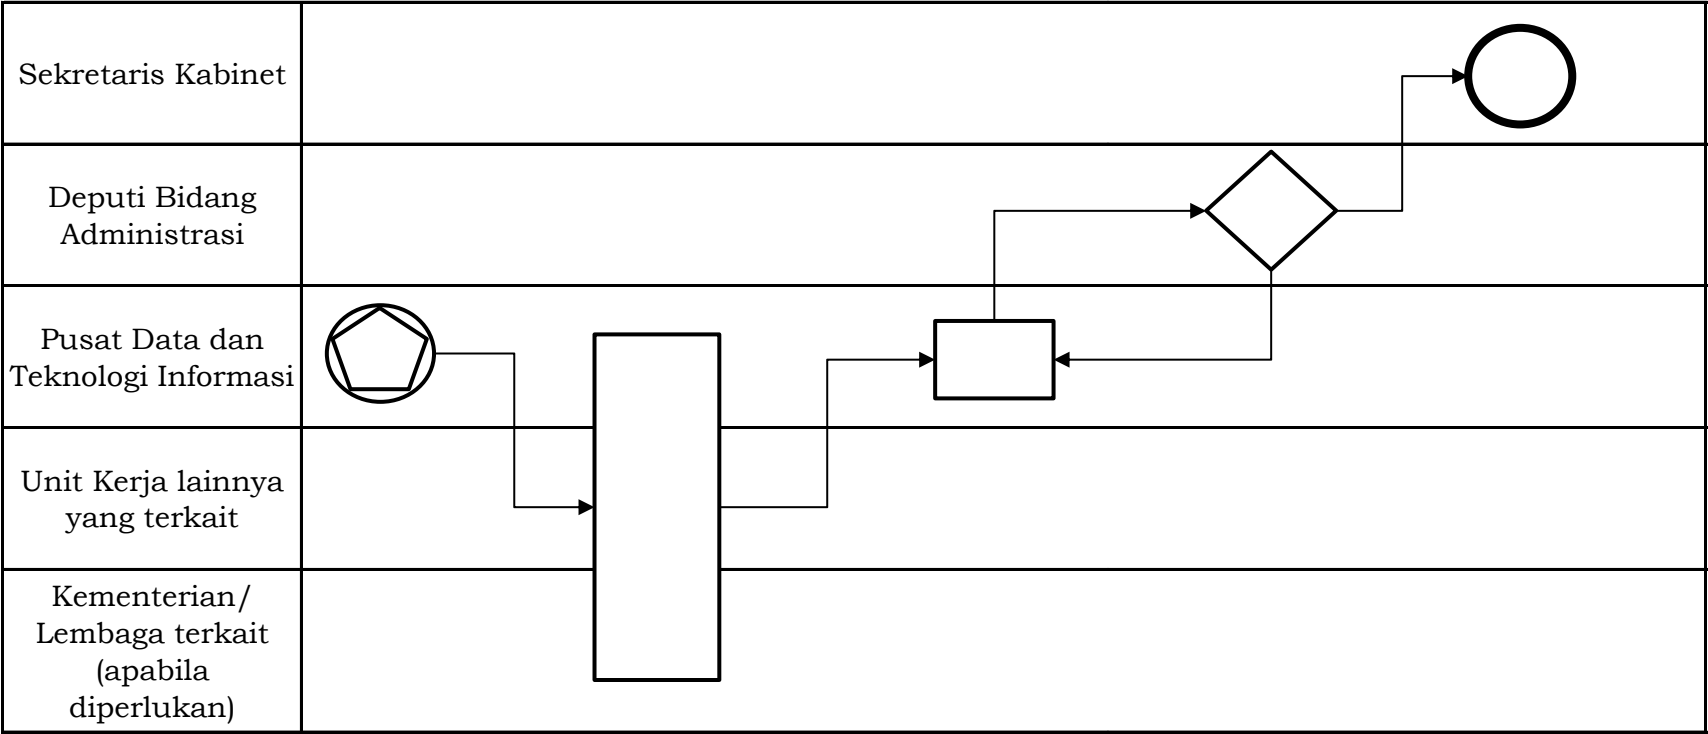 Sekretaris Kabinet
Deputi Bidang
Administrasi
Pusat Data dan
Teknologi Informasi
Unit Kerja lainnya
yang terkait
Kementerian/
Lembaga terkait
(apabila
diperlukan)